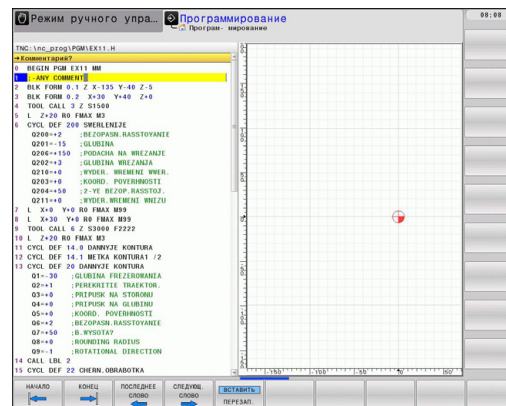 Режим ручного упра…
Программирование
Програм- мирование
08:08
TNC:\nc_prog\PGM\EX11.H
→Комментарий?
0 BEGIN PGM EX11 MM
1 ;-ANY COMMENT
2 BLK FORM 0.1 Z X-135 Y-40 Z-5
3 BLK FORM 0.2 X+30 Y+40 Z+0
4 TOOL CALL 3 Z S1500
5 L Z+20 R0 FMAX M3
6 CYCL DEF 200 SWERLENIJE
Q200=+2 ;BEZOPASN.RASSTOYANIE
Q201=-15 ;GLUBINA
Q206=+150 ;PODACHA NA WREZANJE
Q202=+3 ;GLUBINA WREZANJA
Q210=+0 ;WYDER. WREMENI WWER.
Q203=+0 ;KOORD. POVERHNOSTI
Q204=+50 ;2-YE BEZOP.RASSTOJ.
Q211=+0 ;WYDER.WREMENI WNIZU
7 L X+0 Y+0 R0 FMAX M99
8 L X+30 Y+0 R0 FMAX M99
9 TOOL CALL 6 Z S3000 F2222
10 L Z+20 R0 FMAX M3
11 CYCL DEF 14.0 DANNYJE KONTURA
12 CYCL DEF 14.1 METKA KONTURA1 /2
13 CYCL DEF 20 DANNYJE KONTURA
Q1=-30 ;GLUBINA FREZEROWANIA
Q2=+1 ;PEREKRITIE TRAEKTOR.
Q3=+0 ;PRIPUSK NA STORONU
Q4=+0 ;PRIPUSK NA GLUBINU
Q5=+0 ;KOORD. POVERHNOSTI
Q6=+2 ;BEZOPASN.RASSTOYANIE
Q7=+50 ;B.WYSOTA?
Q8=+0 ;ROUNDING RADIUS
Q9=-1 ;ROTATIONAL DIRECTION
14 CALL LBL 2
15 CYCL DEF 22 CHERN.OBRABOTKA
-150 -100 -50 0 50
НАЧАЛО
КОНЕЦ
ПОСЛЕДНЕЕ СЛОВО
СЛЕДУЮЩ. СЛОВО
ВСТАВИТЬ
ПЕРЕЗАП.